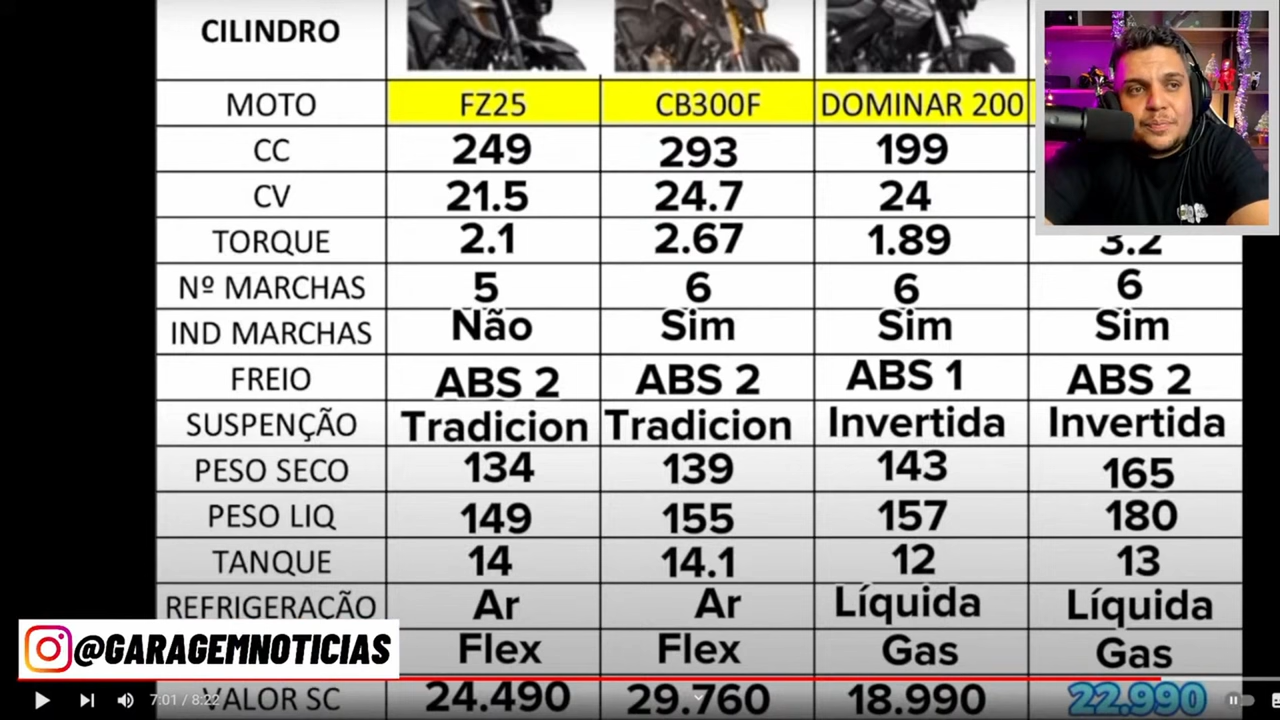 CILINDRO
MOTO FZ25 CB300F DOMINAR 200
CC 249 293 199
CV 21.5 24.7 24
TORQUE 2.1 2.67 1.89 3.2
Nº MARCHAS 5 6 6 6
IND MARCHAS Não Sim Sim Sim
FREIO ABS 2 ABS 2 ABS 1 ABS 2
SUSPENÇÃO Tradicion Tradicion Invertida Invertida
PESO SECO 134 139 143 165
PESO LIQ 149 155 157 180
TANQUE 14 14.1 12 13
REFRIGERAÇÃO Ar Ar Líquida Líquida
@GARAGEMNOTICIAS Flex Flex Gas Gas
VALOR SC 24.490 29.760 18.990 22.990
7:01 / 8:22